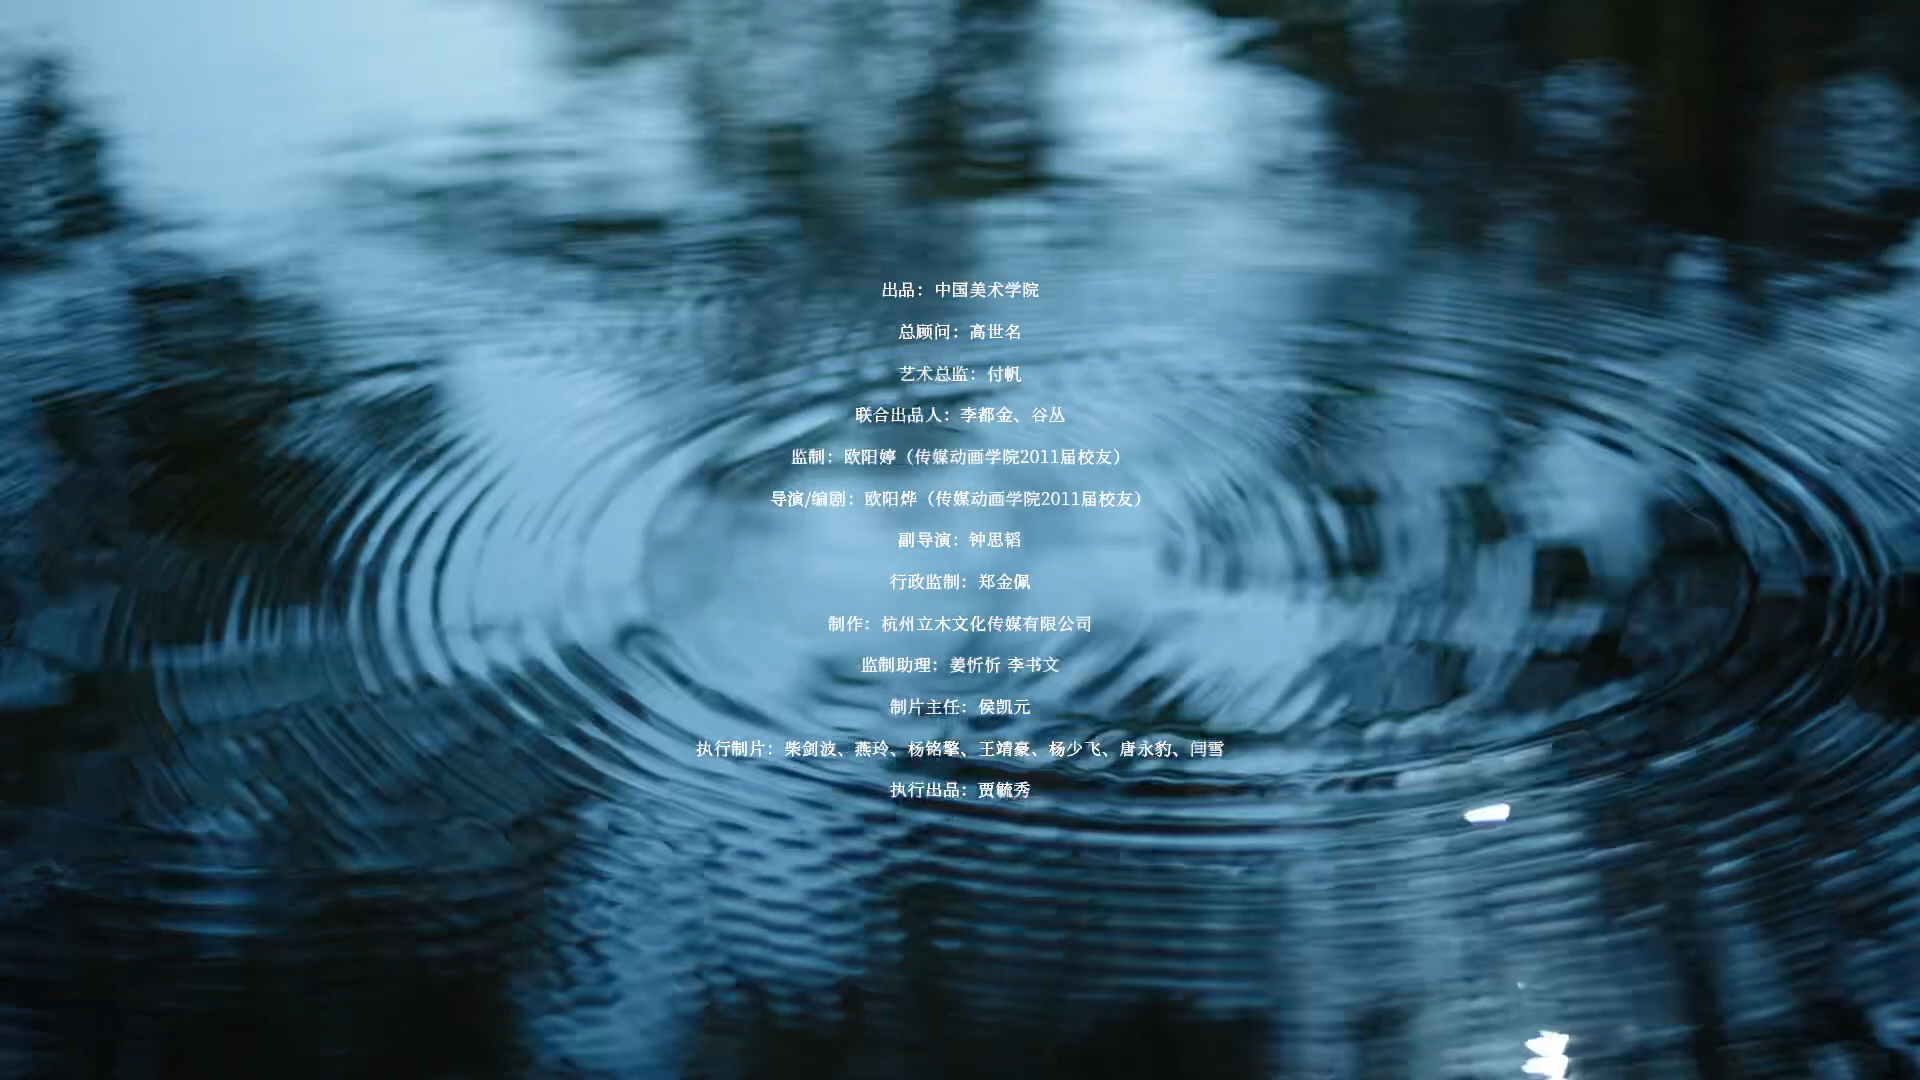 出品：中国美术学院
总顾问：高世名
艺术总监：付帆
联合出品人：李都金、谷丛
监制：欧阳婷（传媒动画学院2011届校友）
导演/编剧：欧阳烨（传媒动画学院2011届校友）
副导演：钟思韬
行政监制：郑金佩
制作：杭州立木文化传媒有限公司
监制助理：姜忻忻 李书文
制片主任：侯凯元
执行制片：柴剑波、燕玲、杨铭擎、王靖豪、杨少飞、唐永豹、闫雪
执行出品：贾毓秀